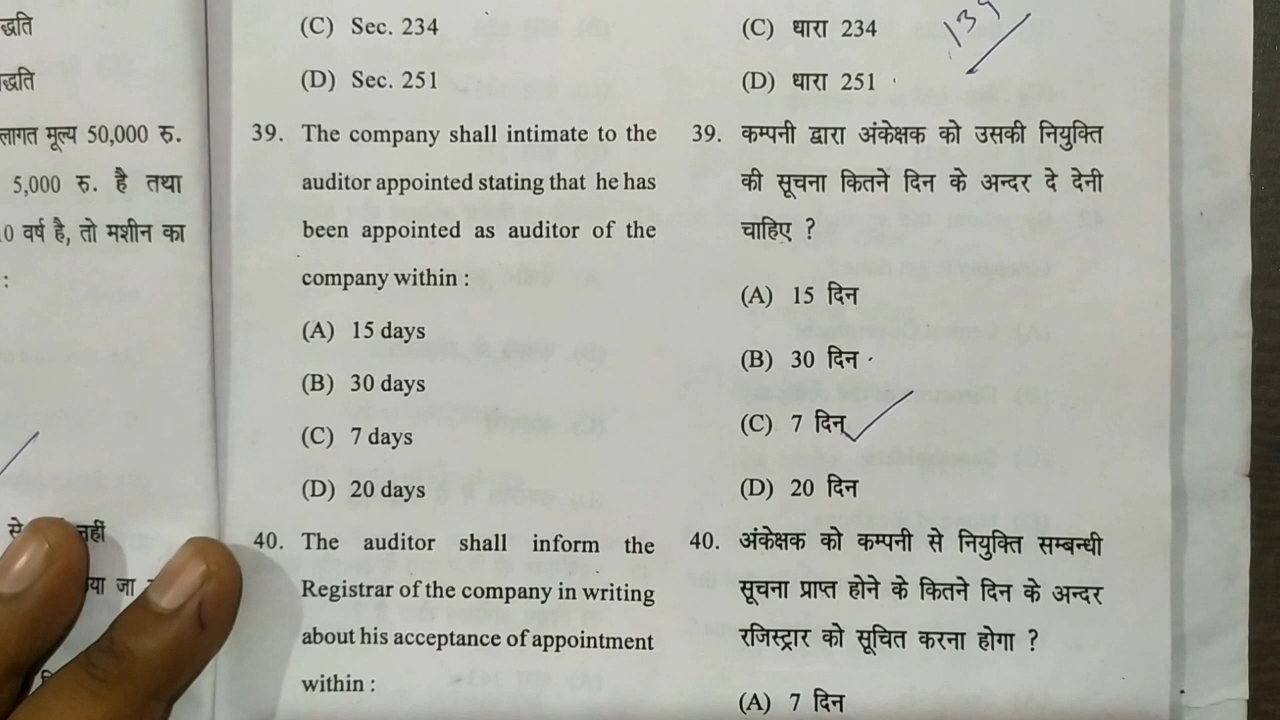 द्धति
द्धति
लागत मूल्य 50,000 रु.
5,000 रु. है तथा
0 वर्ष है, तो मशीन का
:
से नहीं
जा
(C) Sec. 234
(D) Sec. 251
39. The company shall intimate to the
auditor appointed stating that he has
been appointed as auditor of the
company within :
(A) 15 days
(B) 30 days
(C) 7 days
(D) 20 days
40. The auditor shall inform the
Registrar of the company in writing
about his acceptance of appointment
within :
(C) धारा 234
(D) धारा 251
39. कम्पनी द्वारा अंकेक्षक को उसकी नियुक्ति
की सूचना कितने दिन के अन्दर दे देनी
चाहिए ?
(A) 15 दिन
(B) 30 दिन
(C) 7 दिन
(D) 20 दिन
40. अंकेक्षक को कम्पनी से नियुक्ति सम्बन्धी
सूचना प्राप्त होने के कितने दिन के अन्दर
रजिस्ट्रार को सूचित करना होगा ?
(A) 7 दिन